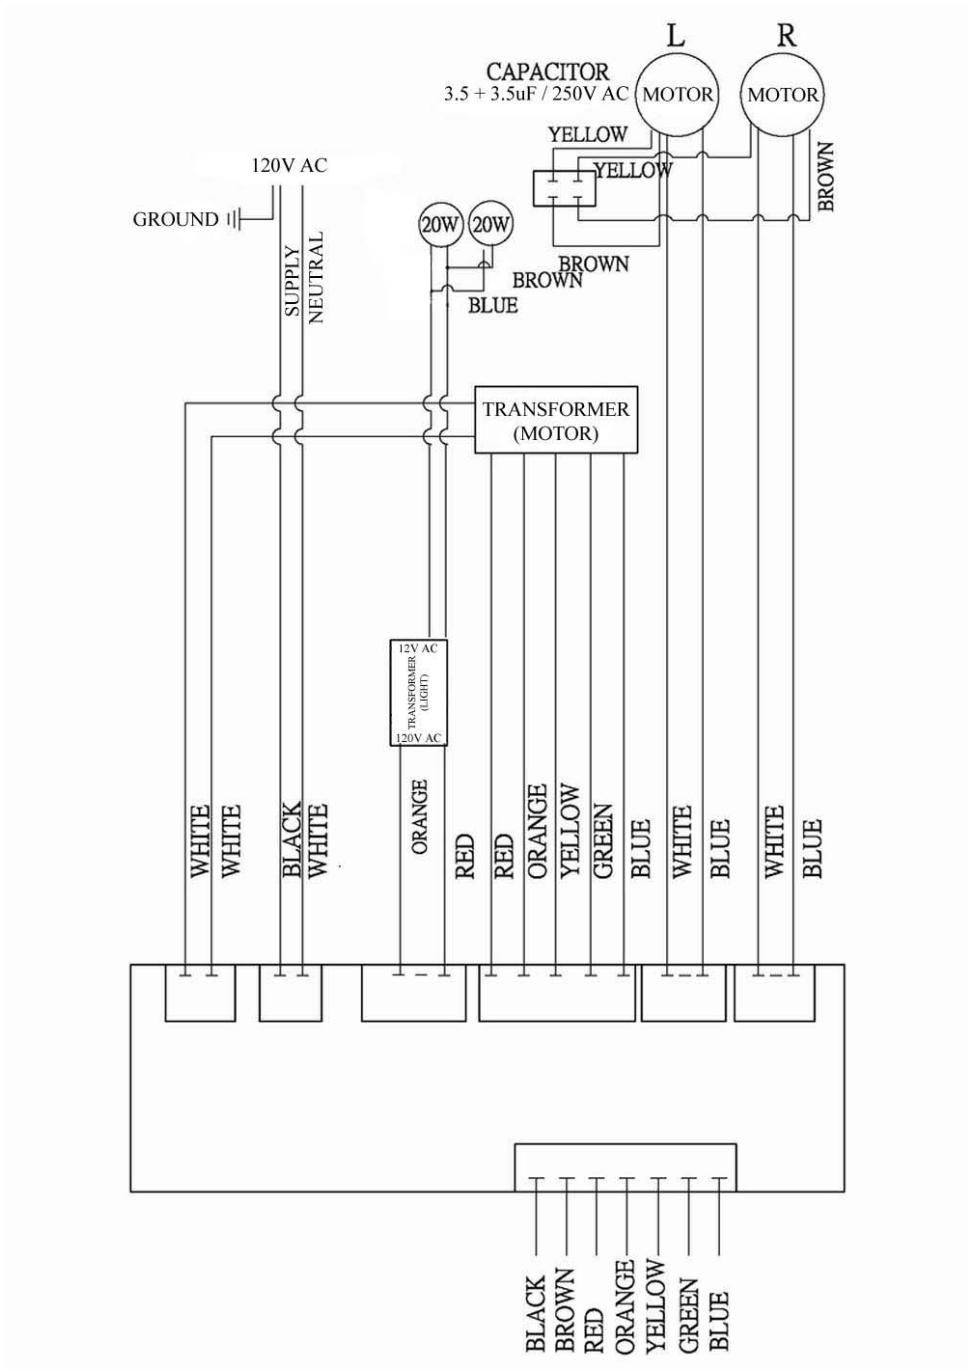 L
R
CAPACITOR
3.5 + 3.5uF / 250V AC
MOTOR
MOTOR
YELLOW
YELLOW
BROWN
120V AC
GROUND
SUPPLY
NEUTRAL
20W
20W
BROWN
BROWN
BLUE
TRANSFORMER
(MOTOR)
12V AC
TRANSFORMER
(LIGHT)
120V AC
WHITE
WHITE
BLACK
WHITE
ORANGE
RED
RED
ORANGE
YELLOW
GREEN
BLUE
WHITE
BLUE
WHITE
BLUE
BLACK
BROWN
RED
ORANGE
YELLOW
GREEN
BLUE